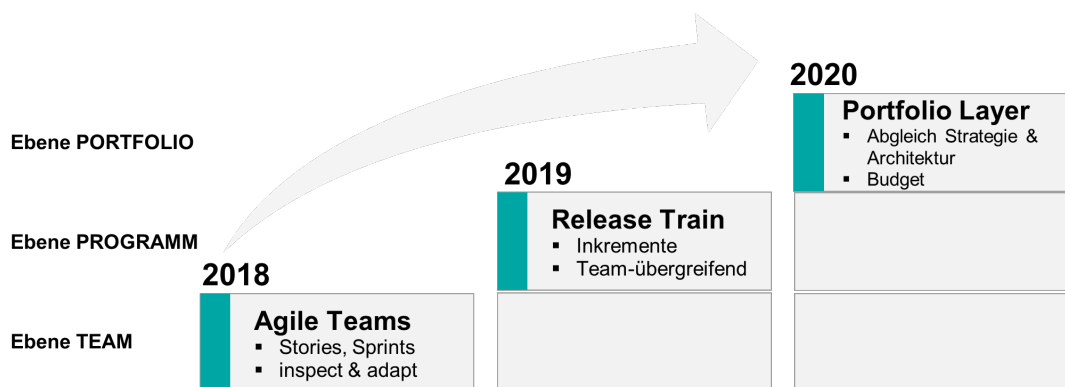 2020
Portfolio Layer
▪ Abgleich Strategie &
Architektur
▪ Budget
Ebene PORTFOLIO
2019
Release Train
▪ Inkremente
▪ Team-übergreifend
Ebene PROGRAMM
2018
Agile Teams
▪ Stories, Sprints
▪ inspect & adapt
Ebene TEAM